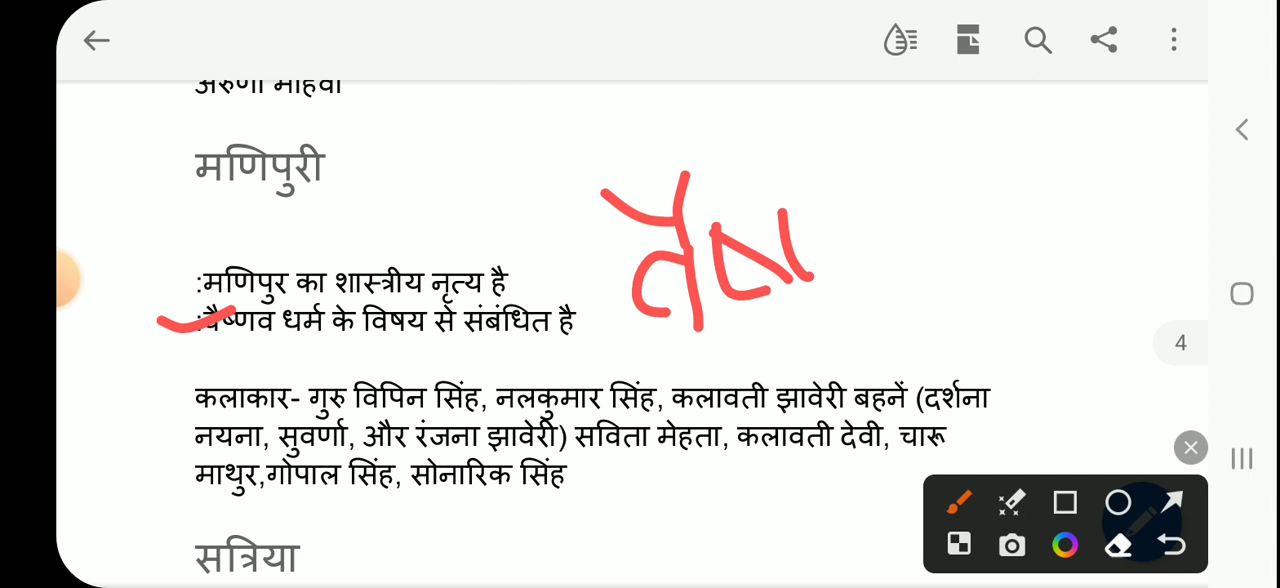 मणिपुरी
:मणिपुर का शास्त्रीय नृत्य है
:वैष्णव धर्म के विषय से संबंधित है
4
कलाकार- गुरु विपिन सिंह, नलकुमार सिंह, कलावती झावेरी बहनें (दर्शना
नयना, सुवर्णा, और रंजना झावेरी) सविता मेहता, कलावती देवी, चारू
माथुर,गोपाल सिंह, सोनारिक सिंह
सत्रिया